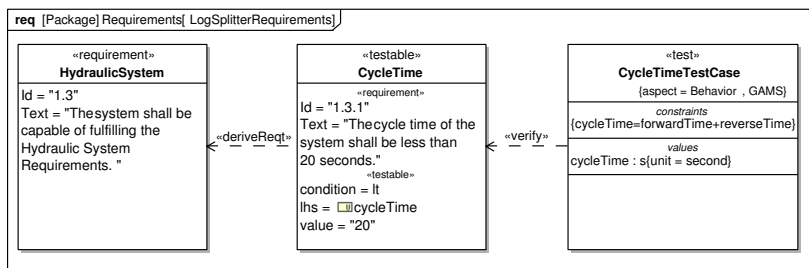 req [Package] Requirements[ LogSplitterRequirements]
«requirement»
HydraulicSystem
Id = "1.3"
Text = "Thesystem shall be
capable of fulfilling the
Hydraulic System
Requirements. "
«deriveReqt»
«testable»
CycleTime
«requirement»
Id = "1.3.1"
Text = "Thecycle time of the
system shall be less than
20 seconds."
«testable»
condition = lt
lhs = cycleTime
value = "20"
«verify»
«test»
CycleTimeTestCase
{aspect = Behavior , GAMS}
constraints
{cycleTime=forwardTime+reverseTime}
values
cycleTime : s{unit = second}